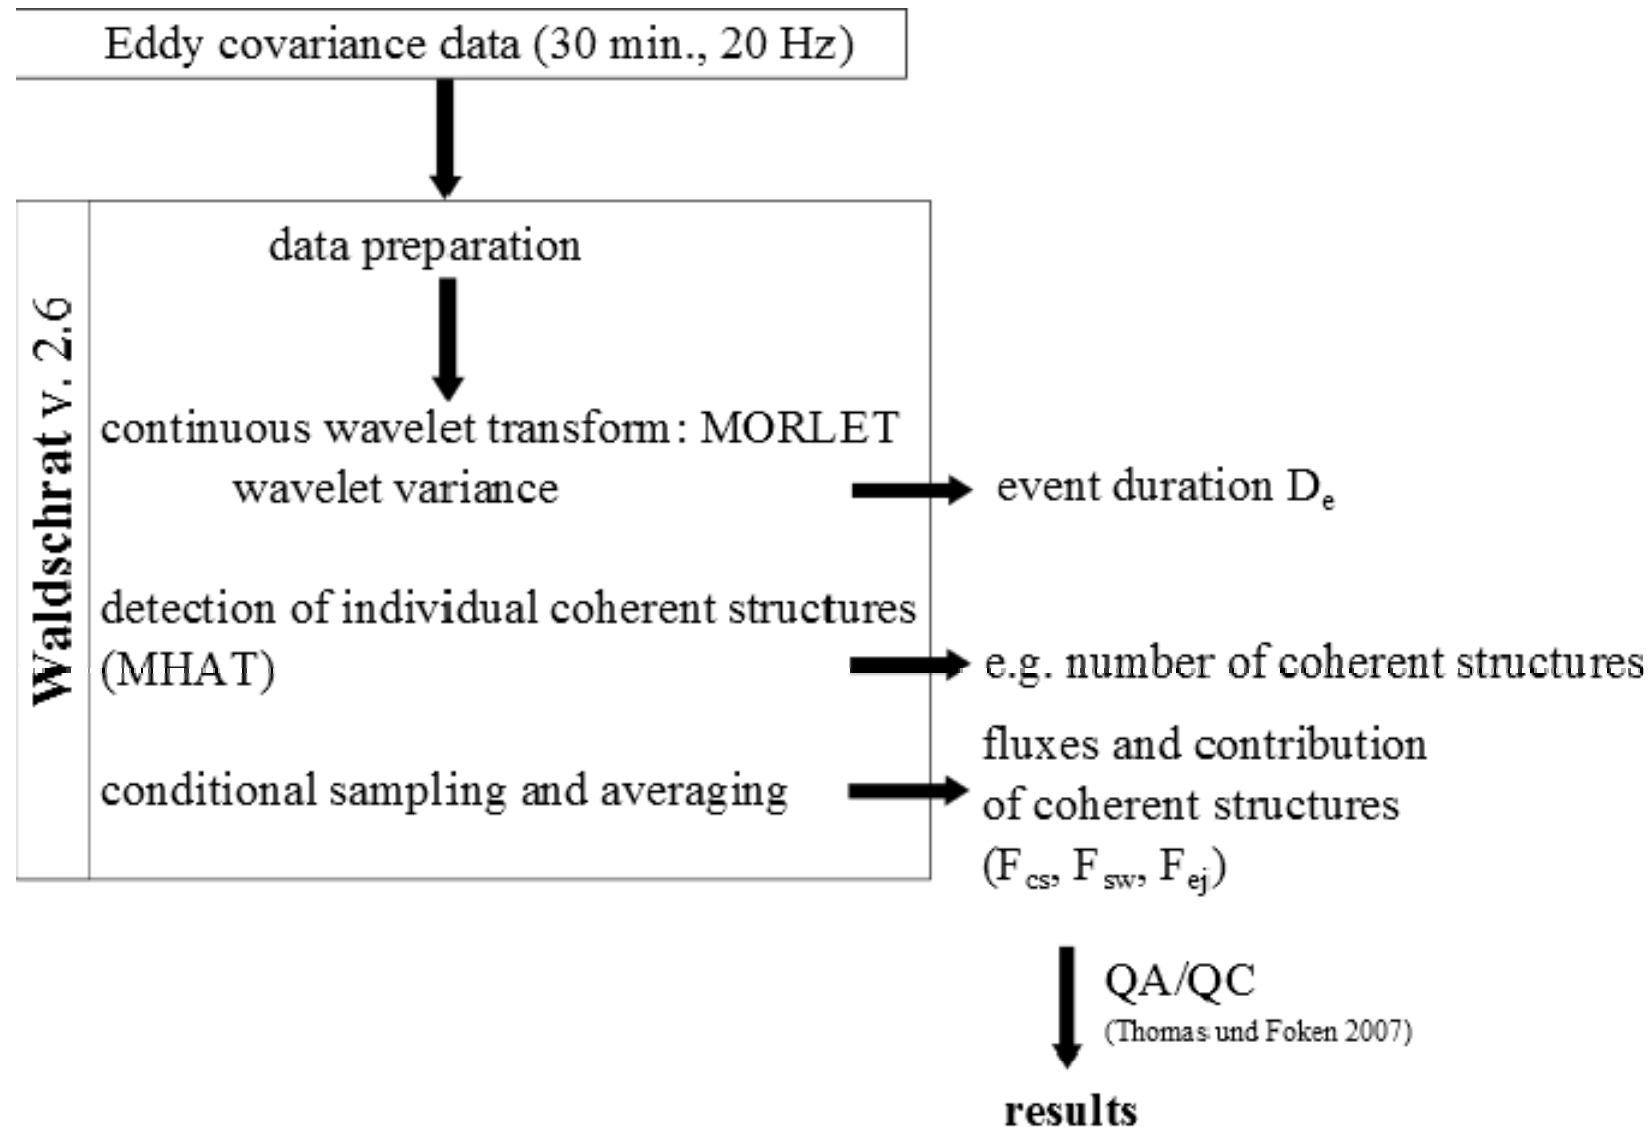 Eddy covariance data (30 min., 20 Hz)
Waldschrat v. 2.6
data preparation
continuous wavelet transform: MORLET
wavelet variance
event duration De
detection of individual coherent structures
(MHAT)
e.g. number of coherent structures
conditional sampling and averaging
fluxes and contribution
of coherent structures
(Fcs, Fsw, Fej)
QA/QC
(Thomas und Foken 2007)
results